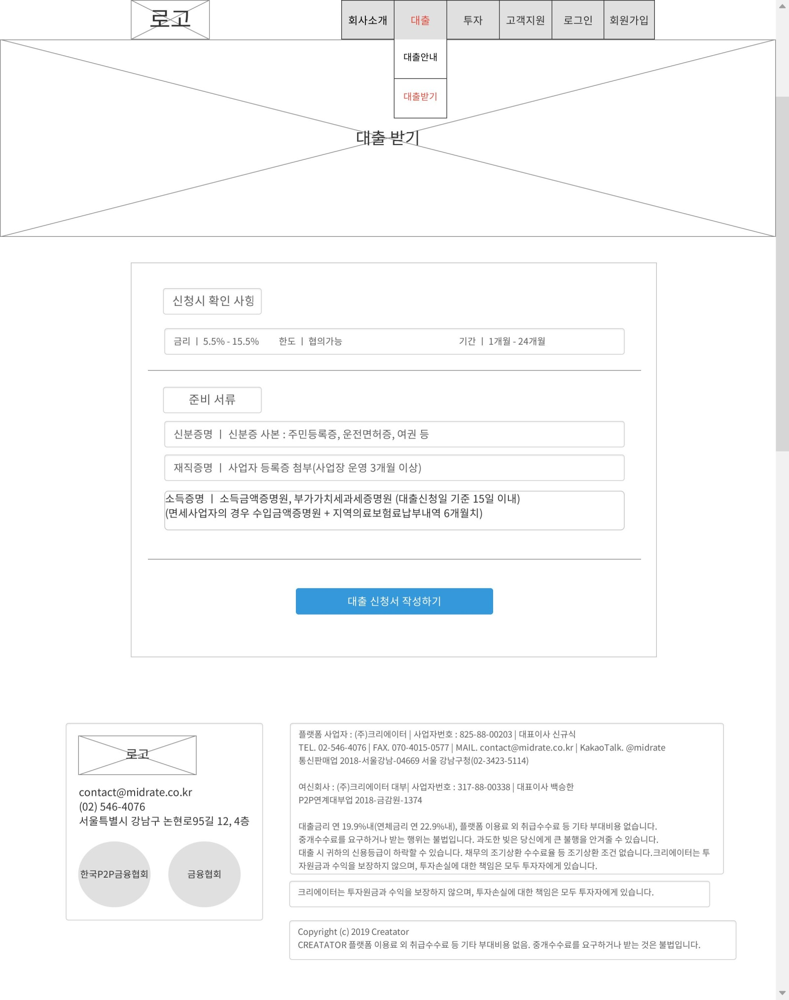 로고
회사소개 대출 투자 고객지원 로그인 회원가입
대출안내
대출받기
대출 받기
신청시 확인 사항
금리 ㅣ 5.5% - 15.5% 한도 ㅣ 협의가능 기간 ㅣ 1개월 - 24개월
준비 서류
신분증명 ㅣ 신분증 사본 : 주민등록증, 운전면허증, 여권 등
재직증명 ㅣ 사업자 등록증 첨부(사업장 운영 3개월 이상)
소득증명 ㅣ 소득금액증명원, 부가가치세과세증명원 (대출신청일 기준 15일 이내)
(면세사업자의 경우 수입금액증명원 + 지역의료보험료납부내역 6개월치)
대출 신청서 작성하기
로고
contact@midrate.co.kr
(02) 546-4076
서울특별시 강남구 논현로95길 12, 4층
한국P2P금융협회
금융협회
플랫폼 사업자 : (주)크리에이터 | 사업자번호 : 825-88-00203 | 대표이사 신규식
TEL. 02-546-4076 | FAX. 070-4015-0577 | MAIL. contact@midrate.co.kr | KakaoTalk. @midrate
통신판매업 2018-서울강남-04669 서울 강남구청(02-3423-5114)
여신회사 : (주)크리에이터 대부| 사업자번호 : 317-88-00338 | 대표이사 백승한
P2P연계대부업 2018-금감원-1374
대출금리 연 19.9%내(연체금리 연 22.9%내), 플랫폼 이용료 외 취급수수료 등 기타 부대비용 없습니다.
중개수수료를 요구하거나 받는 행위는 불법입니다. 과도한 빚은 당신에게 큰 불행을 안겨줄 수 있습니다.
대출 시 귀하의 신용등급이 하락할 수 있습니다. 채무의 조기상환 수수료율 등 조기상환 조건 없습니다.크리에이터는 투
자원금과 수익을 보장하지 않으며, 투자손실에 대한 책임은 모두 투자자에게 있습니다.
크리에이터는 투자원금과 수익을 보장하지 않으며, 투자손실에 대한 책임은 모두 투자자에게 있습니다.
Copyright (c) 2019 Creatator
CREATATOR 플랫폼 이용료 외 취급수수료 등 기타 부대비용 없음. 중개수수료를 요구하거나 받는 것은 불법입니다.